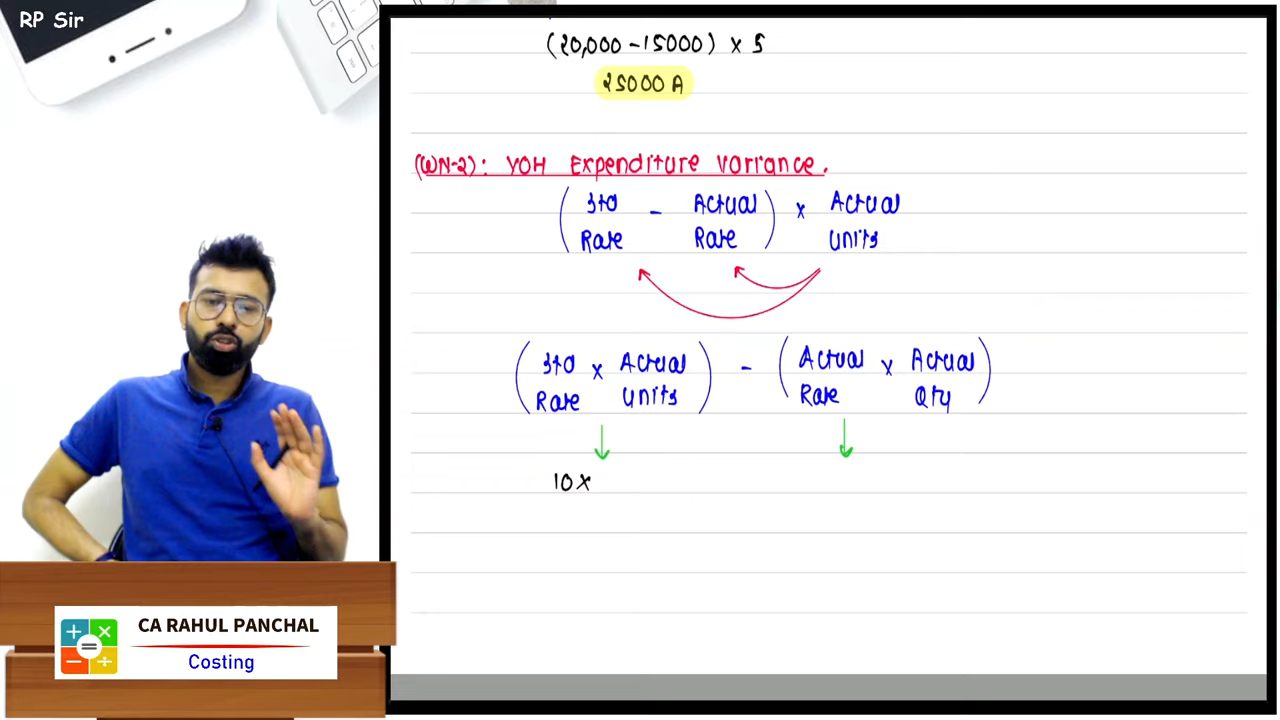 RP Sir
(20,000 - 15000) × 5
25000 A
(WN-2): VOH Expenditure Variance.
(Std Rate - Actual Rate) × Actual Units
(Std Rate × Actual Units) - (Actual Rate × Actual Qty)
10×
CA RAHUL PANCHAL
Costing